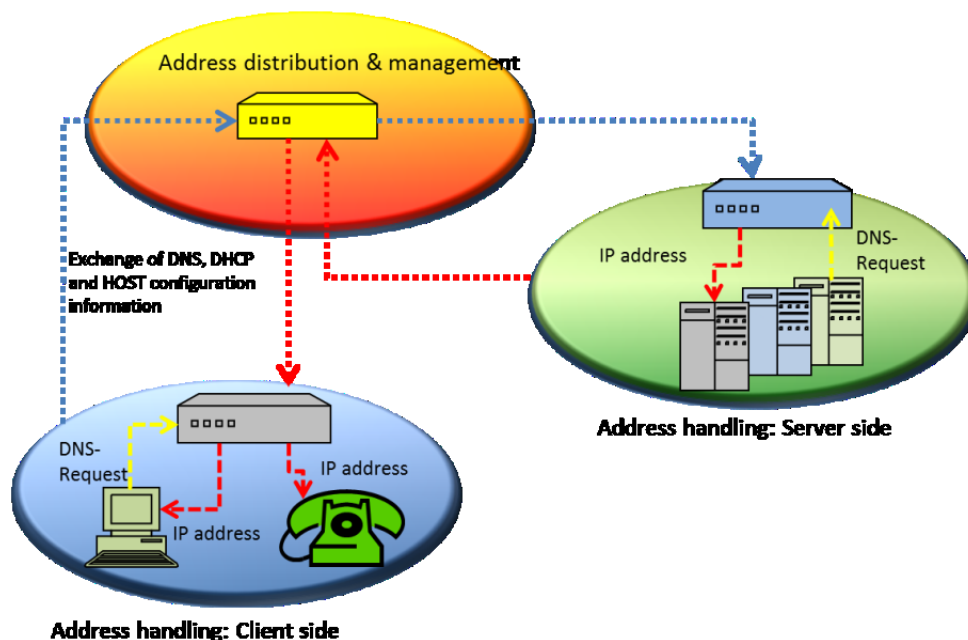 Address distribution & management
IP address
DNS-
Request
Exchange of DNS, DHCP
and HOST configuration
information
Address handling: Server side
DNS-
Request
IP address
IP address
Address handling: Client side